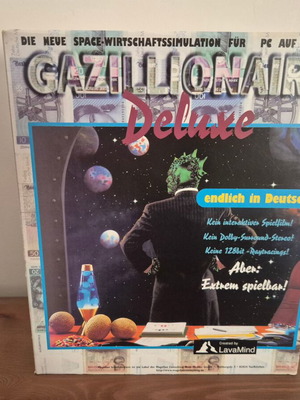 DIE NEUE SPACE-WIRTSCHAFTSSIMULATION FÜR PC AUF
GAZILLIONAIR
Deluxe
endlich in Deutsc
Kein interaktiver Spielfilm!
Kein Dolby-Surround-Stereo!
Keine 128bit-Raytracings!
Aber:
Extrem spielbar!
Created by
LavaMind